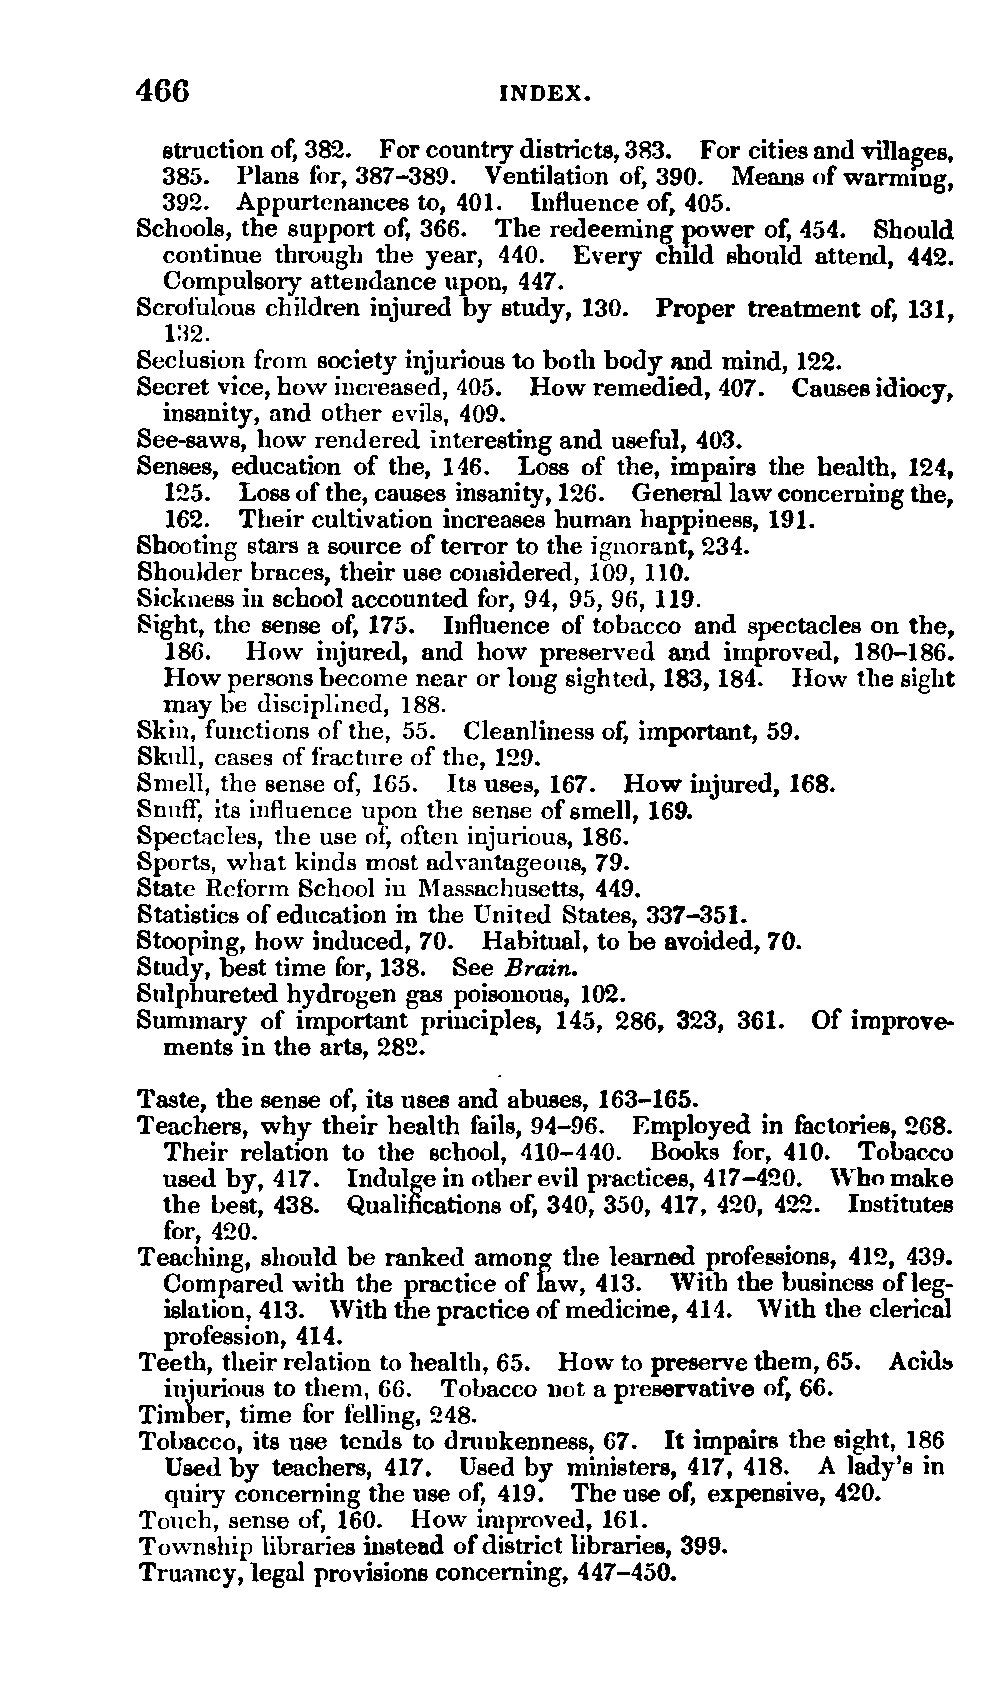 466 INDEX.
struction of, 382. For country districts, 383. For cities and villages,
385. Plans for, 387–389. Ventilation of, 390. Means of warming,
392. Appurtenances to, 401. Influence of, 405.
Schools, the support of, 366. The redeeming power of, 454. Should
continue through the year, 440. Every child should attend, 442.
Compulsory attendance upon, 447.
Scrofulous children injured by study, 130. Proper treatment of, 131,
132.
Seclusion from society injurious to both body and mind, 122.
Secret vice, how increased, 405. How remedied, 407. Causes idiocy,
insanity, and other evils, 409.
See-saws, how rendered interesting and useful, 403.
Senses, education of the, 146. Loss of the, impairs the health, 124,
125. Loss of the, causes insanity, 126. General law concerning the,
162. Their cultivation increases human happiness, 191.
Shooting stars a source of terror to the ignorant, 234.
Shoulder braces, their use considered, 109, 110.
Sickness in school accounted for, 94, 95, 96, 119.
Sight, the sense of, 175. Influence of tobacco and spectacles on the,
186. How injured, and how preserved and improved, 180–186.
How persons become near or long sighted, 183, 184. How the sight
may be disciplined, 188.
Skin, functions of the, 55. Cleanliness of, important, 59.
Skull, cases of fracture of the, 129.
Smell, the sense of, 165. Its uses, 167. How injured, 168.
Snuff, its influence upon the sense of smell, 169.
Spectacles, the use of, often injurious, 186.
Sports, what kinds most advantageous, 79.
State Reform School in Massachusetts, 449.
Statistics of education in the United States, 337–351.
Stooping, how induced, 70. Habitual, to be avoided, 70.
Study, best time for, 138. See Brain.
Sulphureted hydrogen gas poisonous, 102.
Summary of important principles, 145, 286, 323, 361. Of improve-
ments in the arts, 282.
Taste, the sense of, its uses and abuses, 163–165.
Teachers, why their health fails, 94–96. Employed in factories, 268.
Their relation to the school, 410–440. Books for, 410. Tobacco
used by, 417. Indulge in other evil practices, 417–420. Who make
the best, 438. Qualifications of, 340, 350, 417, 420, 422. Institutes
for, 420.
Teaching, should be ranked among the learned professions, 412, 439.
Compared with the practice of law, 413. With the business of leg-
islation, 413. With the practice of medicine, 414. With the clerical
profession, 414.
Teeth, their relation to health, 65. How to preserve them, 65. Acids
injurious to them, 66. Tobacco not a preservative of, 66.
Timber, time for felling, 248.
Tobacco, its use tends to drunkenness, 67. It impairs the sight, 186
Used by teachers, 417. Used by ministers, 417, 418. A lady's in
quiry concerning the use of, 419. The use of, expensive, 420.
Touch, sense of, 160. How improved, 161.
Township libraries instead of district libraries, 399.
Truancy, legal provisions concerning, 447–450.